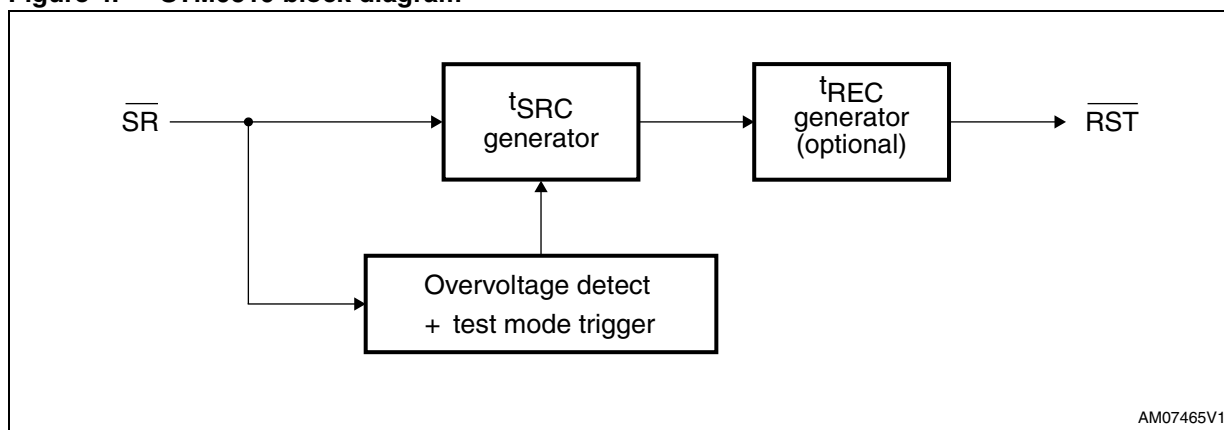 SR
tSRC
generator
tREC
generator
(optional)
RST
Overvoltage detect
+ test mode trigger
AM07465V1